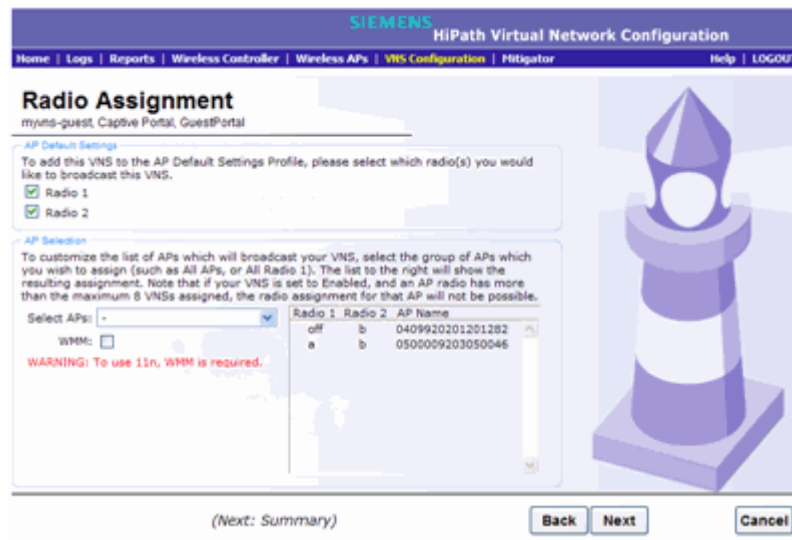 SIEMENS
HiPath Virtual Network Configuration
Home | Logs | Reports | Wireless Controller | Wireless APs | VNS Configuration | Mitigator Help | LOGOUT
Radio Assignment
myvns-guest, Captive Portal, GuestPortal
AP Default Settings
To add this VNS to the AP Default Settings Profile, please select which radio(s) you would
like to broadcast this VNS.
Radio 1
Radio 2
AP Selection
To customize the list of APs which will broadcast your VNS, select the group of APs which
you wish to assign (such as All APs, or All Radio 1). The list to the right will show the
resulting assignment. Note that if your VNS is set to Enabled, and an AP radio has more
than the maximum 8 VNSs assigned, the radio assignment for that AP will not be possible.
Select APs: -
WMM:
WARNING: To use 11n, WMM is required.
Radio 1 Radio 2 AP Name
off b 0409920201201282
a b 0500009203050046
(Next: Summary)
Back Next Cancel